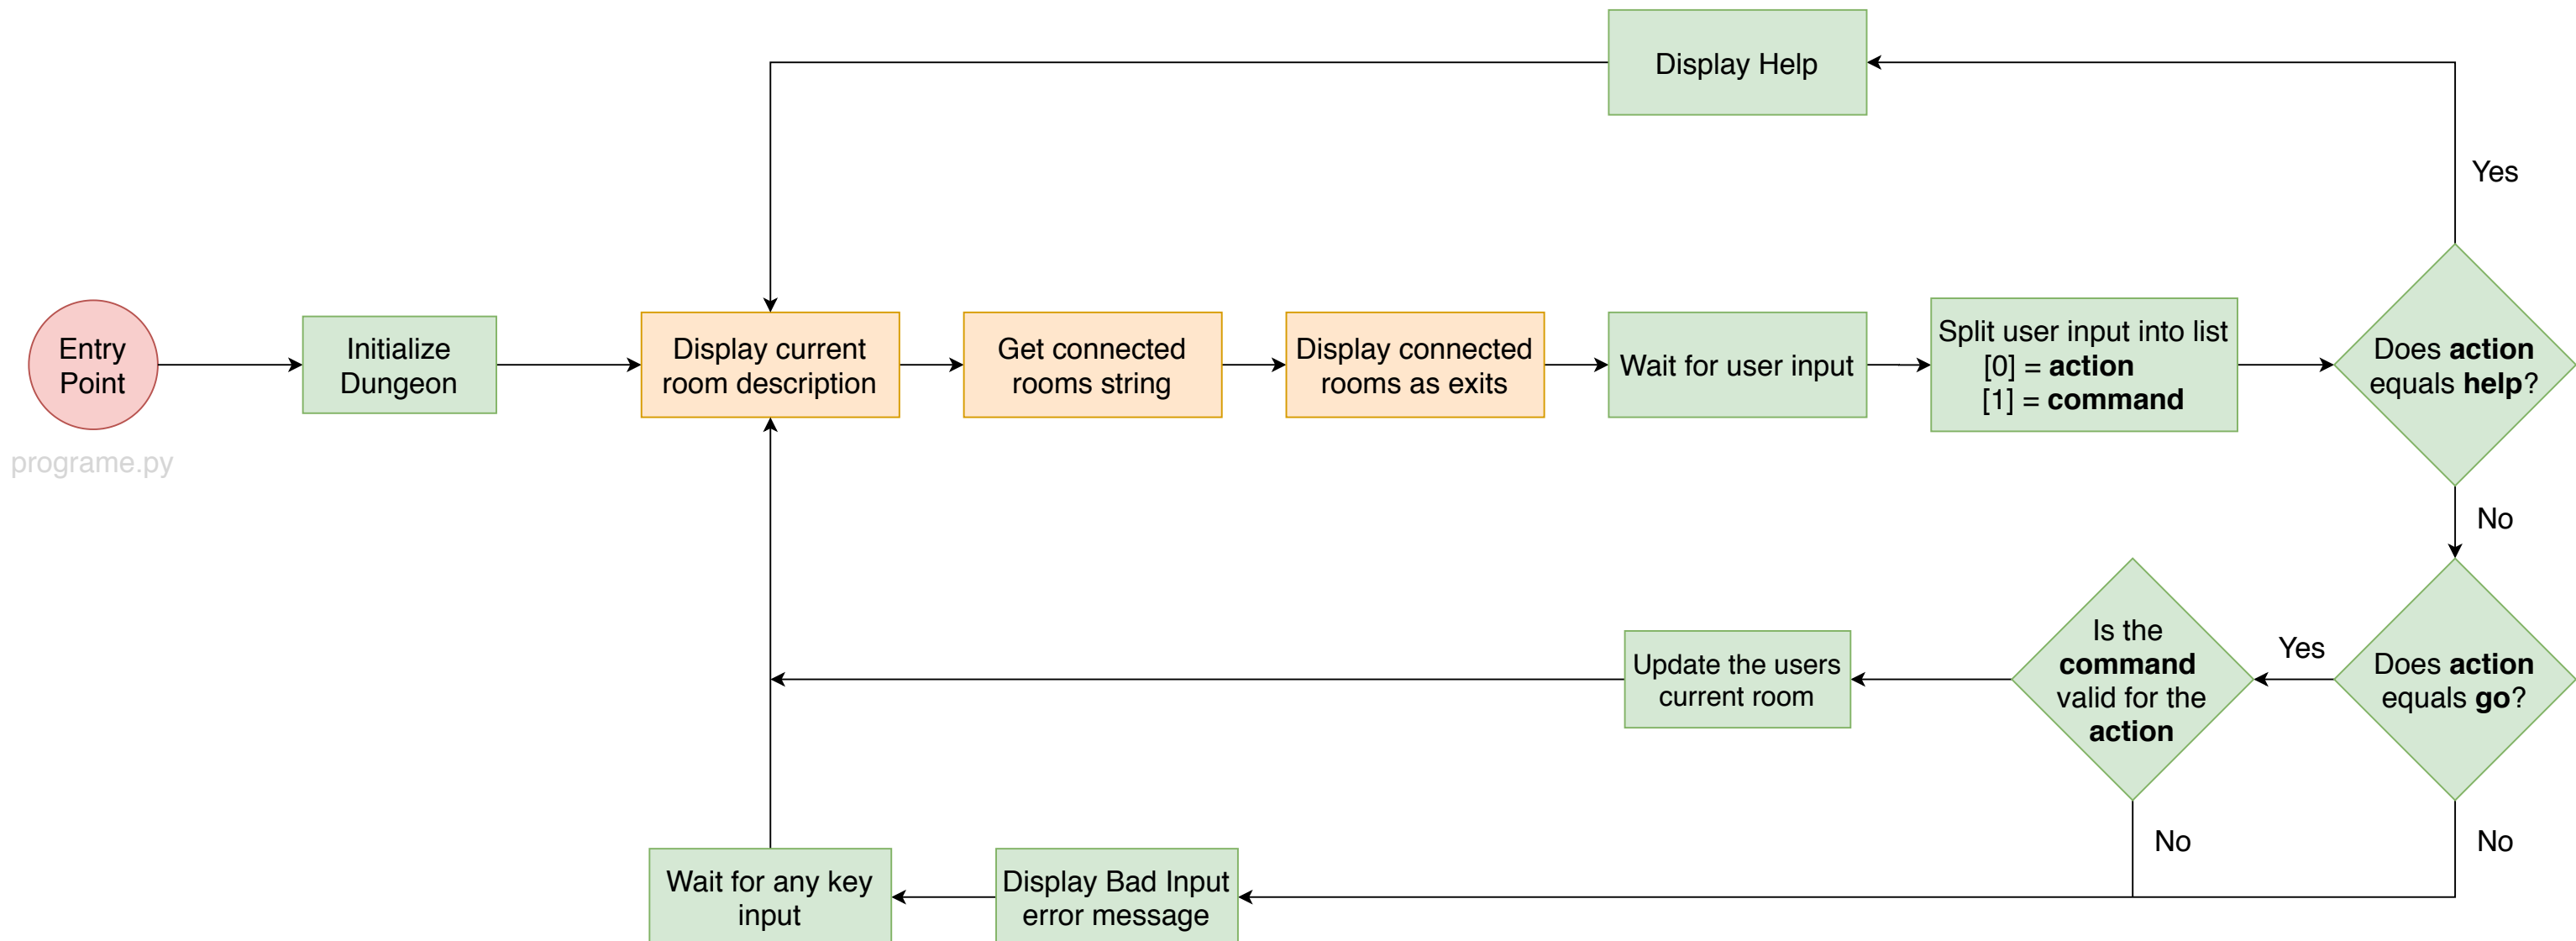 Display Help
Yes
Entry
Point
programe.py
Initialize
Dungeon
Display current
room description
Get connected
rooms string
Display connected
rooms as exits
Wait for user input
Split user input into list
[0] = action
[1] = command
Does action
equals help?
No
Does action
equals go?
Yes
Is the
command
valid for the
action
Update the users
current room
No
No
Display Bad Input
error message
Wait for any key
input